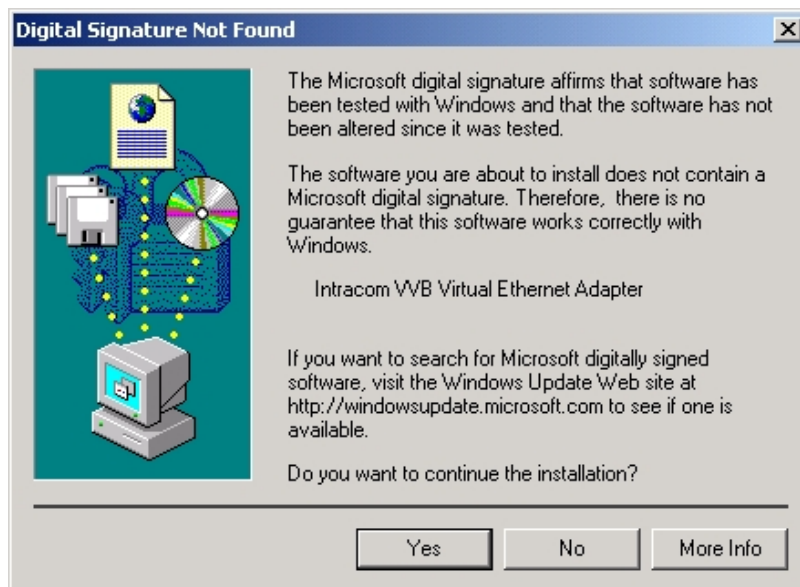 Digital Signature Not Found
The Microsoft digital signature affirms that software has
been tested with Windows and that the software has not
been altered since it was tested.
The software you are about to install does not contain a
Microsoft digital signature. Therefore, there is no
guarantee that this software works correctly with
Windows.
Intracom VVB Virtual Ethernet Adapter
If you want to search for Microsoft digitally signed
software, visit the Windows Update Web site at
http://windowsupdate.microsoft.com to see if one is
available.
Do you want to continue the installation?
Yes
No
More Info